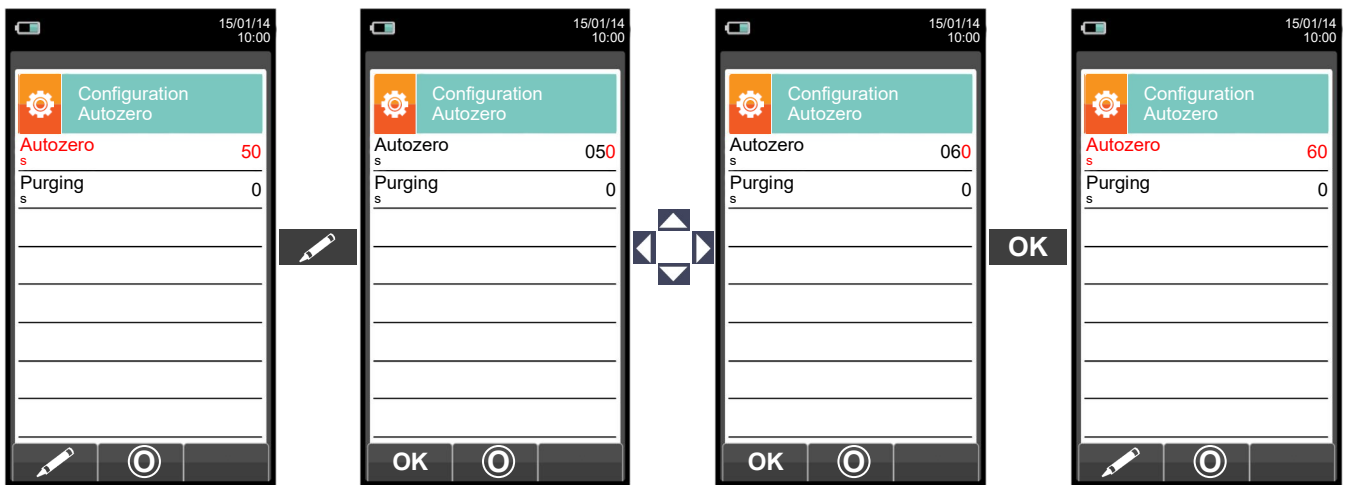 15/01/14
10:00
Configuration
Autozero
Autozero 50
s
Purging 0
s
O
15/01/14
10:00
Configuration
Autozero
Autozero 050
s
Purging 0
s
OK O
15/01/14
10:00
Configuration
Autozero
Autozero 060
s
Purging 0
s
OK O
OK
15/01/14
10:00
Configuration
Autozero
Autozero 60
s
Purging 0
s
O